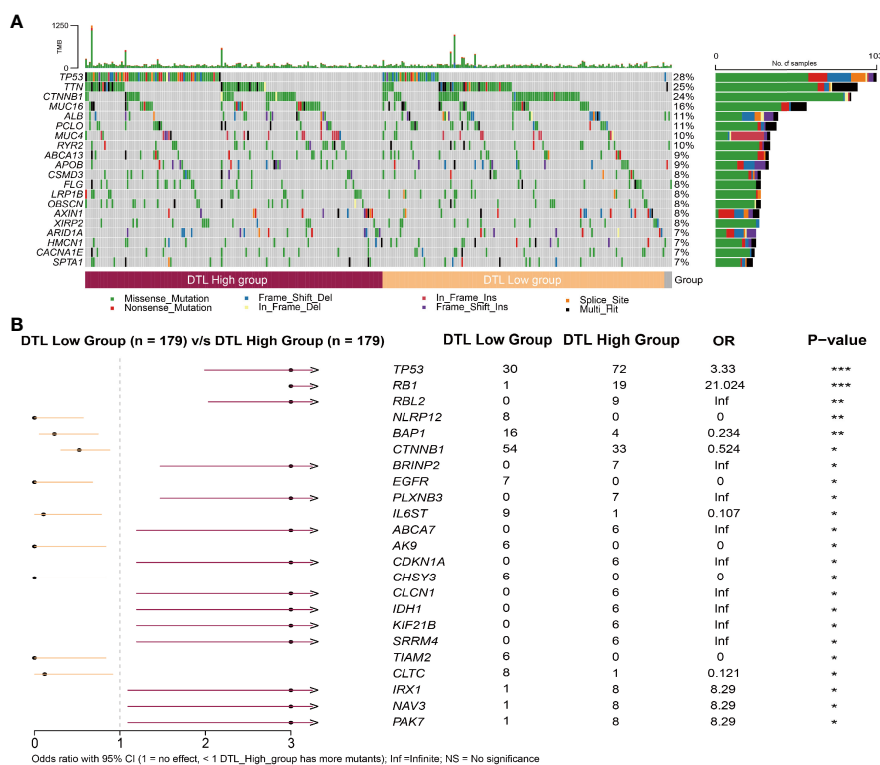 A
1250
0
TMB
TP53 28%
TTN 25%
CTNNB1 24%
MUC16 16%
ALB 11%
PCLO 11%
MUC4 10%
RYR2 10%
ABCA13 9%
APOB 9%
CSMD3 8%
FLG 8%
LRP1B 8%
OBSCN 8%
AXIN1 8%
XIRP2 8%
ARID1A 7%
HMCN1 7%
CACNA1E 7%
SPTA1 7%
0 No. of samples
DTL High group DTL Low group Group
Missense_Mutation Frame_Shift_Del In_Frame_Ins Splice_Site
Nonsense_Mutation In_Frame_Del Frame_Shift_Ins Multi_Hit
B
DTL Low Group (n = 179) v/s DTL High Group (n = 179) DTL Low Group DTL High Group OR P−value
TP53 30 72 3.33 ***
RB1 1 19 21.024 ***
RBL2 0 9 Inf **
NLRP12 8 0 0 **
BAP1 16 4 0.234 **
CTNNB1 54 33 0.524 *
BRINP2 0 7 Inf *
EGFR 7 0 0 *
PLXNB3 0 7 Inf *
IL6ST 9 1 0.107 *
ABCA7 0 6 Inf *
AK9 6 0 0 *
CDKN1A 0 6 Inf *
CHSY3 6 0 0 *
CLCN1 0 6 Inf *
IDH1 0 6 Inf *
KIF21B 0 6 Inf *
SRRM4 0 6 Inf *
TIAM2 6 0 0 *
CLTC 8 1 0.121 *
IRX1 1 8 8.29 *
NAV3 1 8 8.29 *
PAK7 1 8 8.29 *
0 1 2 3
Odds ratio with 95% CI (1 = no effect, < 1 DTL_High_group has more mutants); Inf =Infinite; NS = No significance